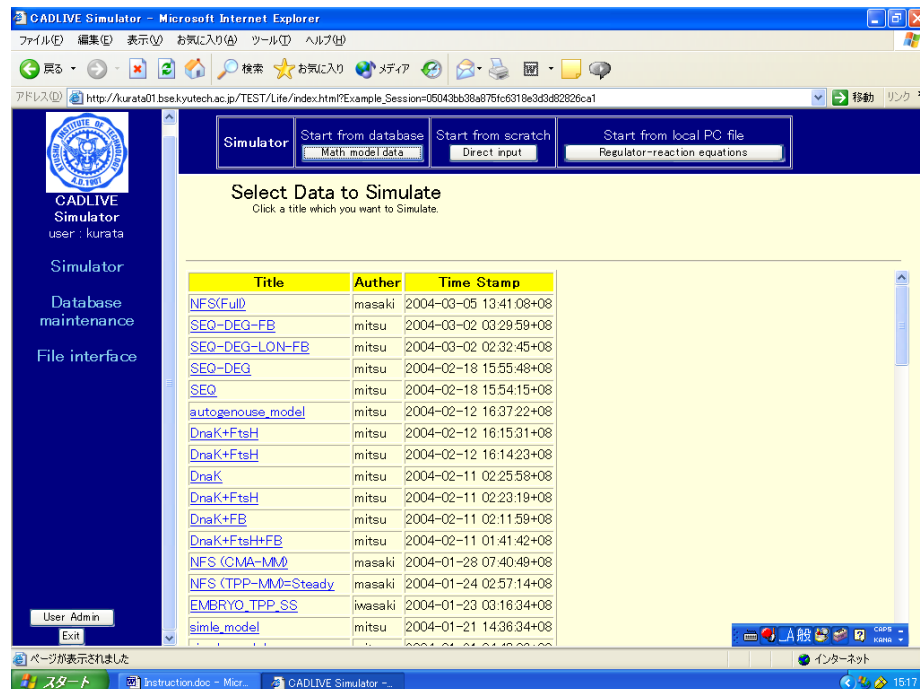 CADLIVE Simulator - Microsoft Internet Explorer
ファイル(F) 編集(E) 表示(V) お気に入り(A) ツール(T) ヘルプ(H)
戻る 検索 お気に入り メディア
アドレス(D) http://kurata01.bse.kyutech.ac.jp/TEST/Life/index.html?Example_Session=05043bb38a875fc6318e3d3d82826ca1 移動 リンク
A.D.1907
CADLIVE
Simulator
user : kurata
Simulator
Database
maintenance
File interface
User Admin
Exit
Simulator
Start from database
Math model data
Start from scratch
Direct input
Start from local PC file
Regulator-reaction equations
Select Data to Simulate
Click a title which you want to Simulate.
Title Auther Time Stamp
NFS(Full) masaki 2004-03-05 13:41:08+08
SEQ-DEG-FB mitsu 2004-03-02 03:29:59+08
SEQ-DEG-LON-FB mitsu 2004-03-02 02:32:45+08
SEQ-DEG mitsu 2004-02-18 15:55:48+08
SEQ mitsu 2004-02-18 15:54:15+08
autogenouse_model mitsu 2004-02-12 16:37:22+08
DnaK+FtsH mitsu 2004-02-12 16:15:31+08
DnaK+FtsH mitsu 2004-02-12 16:14:23+08
DnaK mitsu 2004-02-11 02:25:58+08
DnaK+FtsH mitsu 2004-02-11 02:23:19+08
DnaK+FB mitsu 2004-02-11 02:11:59+08
DnaK+FtsH+FB mitsu 2004-02-11 01:41:42+08
NFS (CMA-MM) masaki 2004-01-28 07:40:49+08
NFS (TPP-MM)=Steady masaki 2004-01-24 02:57:14+08
EMBRYO_TPP_SS iwasaki 2004-01-23 03:16:34+08
simle_model mitsu 2004-01-21 14:36:34+08
A 般 CAPS KANA
ページが表示されました インターネット
スタート Instruction.doc - Micr... CADLIVE Simulator -... 15:17